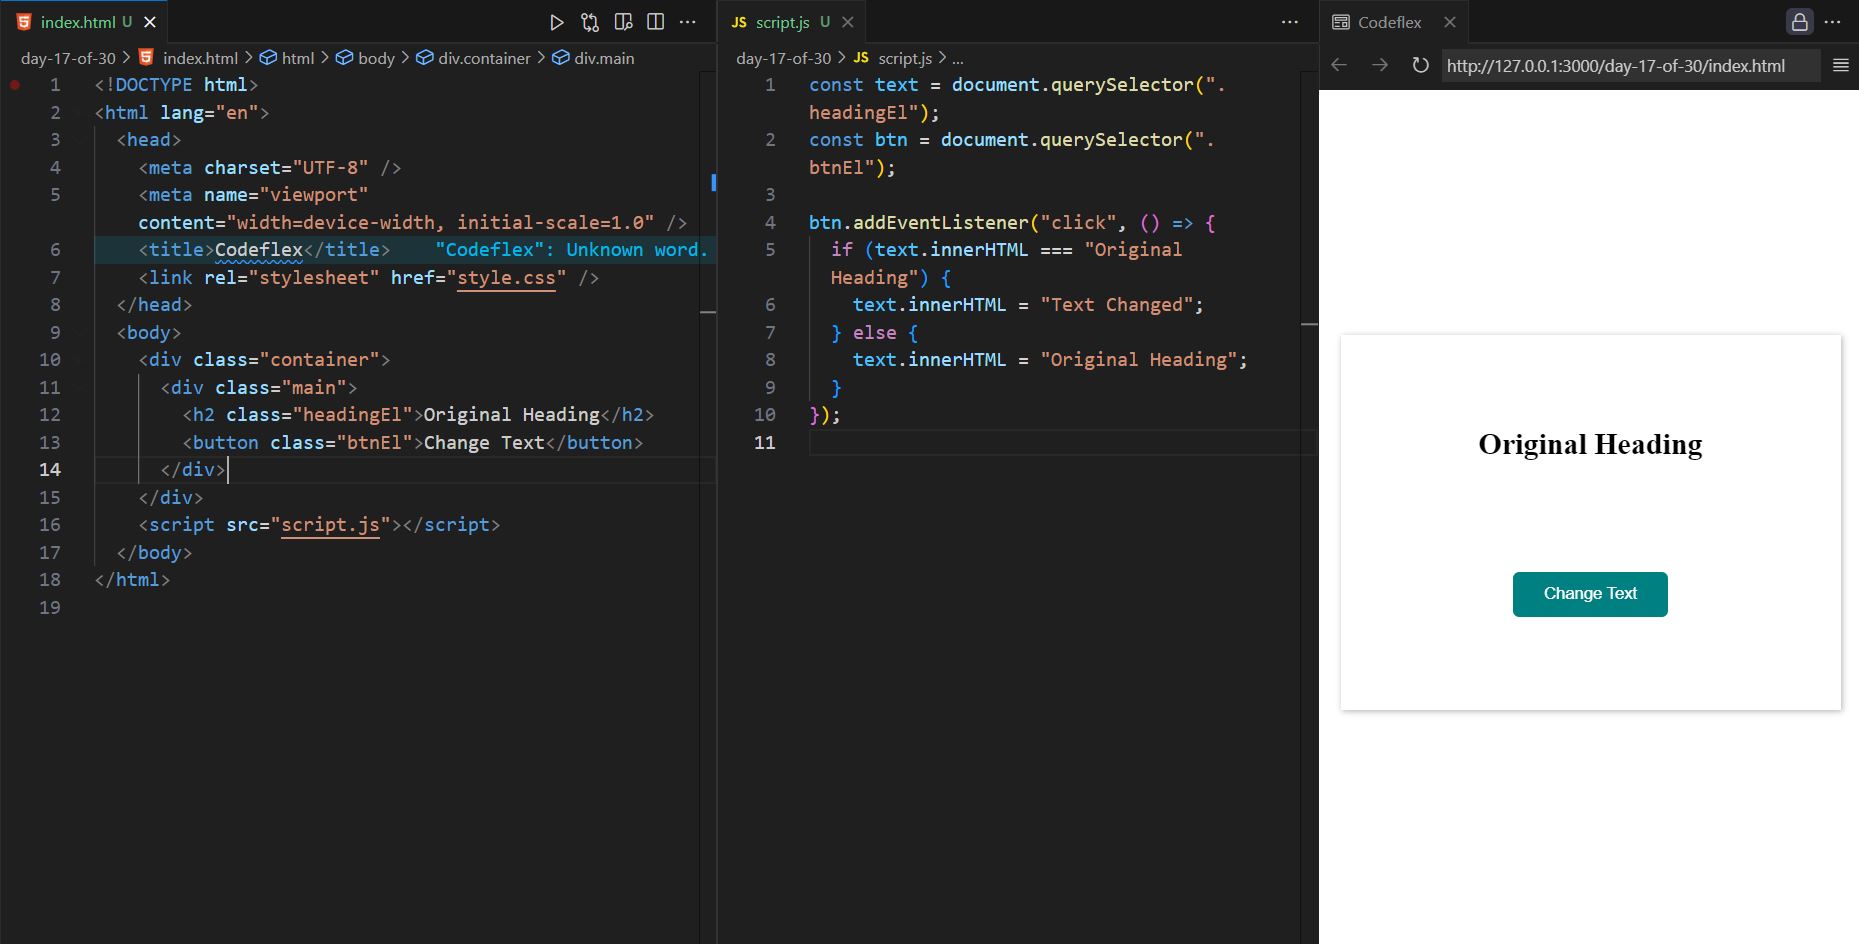 index.html U
day-17-of-30 > index.html > html > body > div.container > div.main
1 <!DOCTYPE html>
2 <html lang="en">
3 <head>
4 <meta charset="UTF-8" />
5 <meta name="viewport"
content="width=device-width, initial-scale=1.0" />
6 <title>Codeflex</title> "Codeflex": Unknown word.
7 <link rel="stylesheet" href="style.css" />
8 </head>
9 <body>
10 <div class="container">
11 <div class="main">
12 <h2 class="headingEl">Original Heading</h2>
13 <button class="btnEl">Change Text</button>
14 </div>
15 </div>
16 <script src="script.js"></script>
17 </body>
18 </html>
19
JS script.js U
day-17-of-30 > JS script.js > ...
1 const text = document.querySelector(".
headingEl");
2 const btn = document.querySelector(".
btnEl");
3
4 btn.addEventListener("click", () => {
5 if (text.innerHTML === "Original
Heading") {
6 text.innerHTML = "Text Changed";
7 } else {
8 text.innerHTML = "Original Heading";
9 }
10 });
11
Codeflex
http://127.0.0.1:3000/day-17-of-30/index.html
Original Heading
Change Text